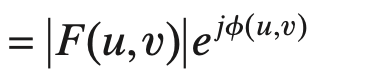 = |F(u,v)|e^{jϕ(u,v)}